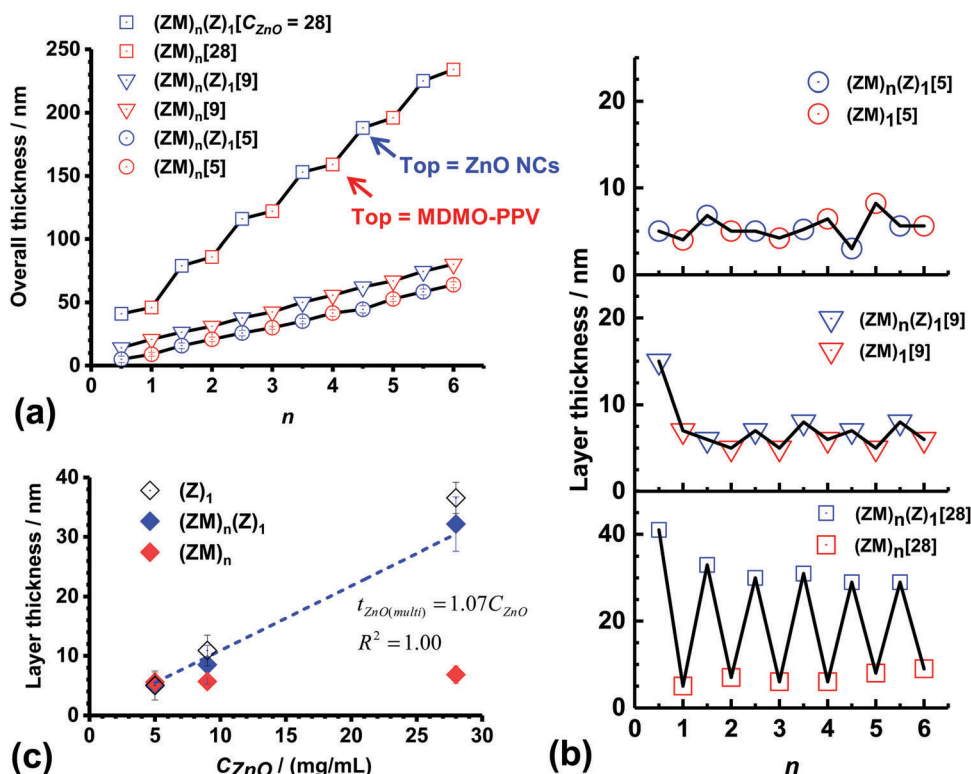 (ZM)n(Z)1[CZnO = 28]
(ZM)n[28]
(ZM)n(Z)1[9]
(ZM)n[9]
(ZM)n(Z)1[5]
(ZM)n[5]
Top = ZnO NCs
Top = MDMO-PPV
Overall thickness / nm
250
200
150
100
50
0
0 1 2 3 4 5 6
n
(a)
(ZM)n(Z)1[5]
(ZM)1[5]
20
10
0
(ZM)n(Z)1[9]
(ZM)1[9]
20
10
0
(ZM)n(Z)1[28]
(ZM)n[28]
40
20
0
Layer thickness / nm
0 1 2 3 4 5 6
n
(b)
(Z)1
(ZM)n(Z)1
(ZM)n
tZnO(multi) = 1.07CZnO
R² = 1.00
Layer thickness / nm
40
30
20
10
0
0 5 10 15 20 25 30
CZnO / (mg/mL)
(c)